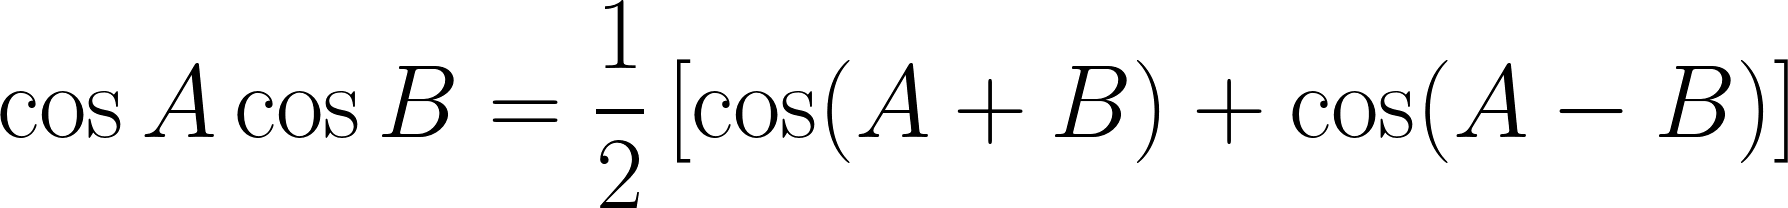 cos A cos B = 1/2 [cos(A + B) + cos(A − B)]